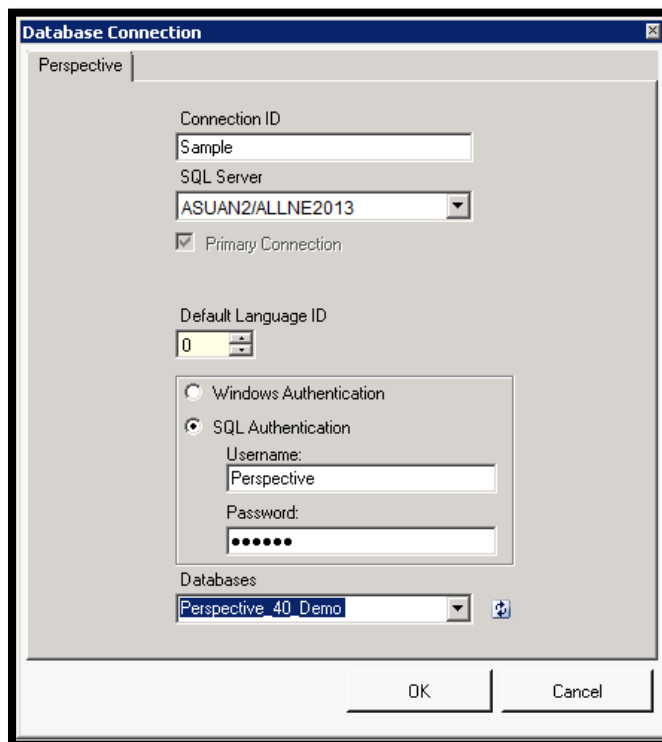 Database Connection
Perspective
Connection ID
Sample
SQL Server
ASUAN2/ALLNE2013
Primary Connection
Default Language ID
0
Windows Authentication
SQL Authentication
Username:
Perspective
Password:
●●●●●●
Databases
Perspective_40_Demo
OK Cancel